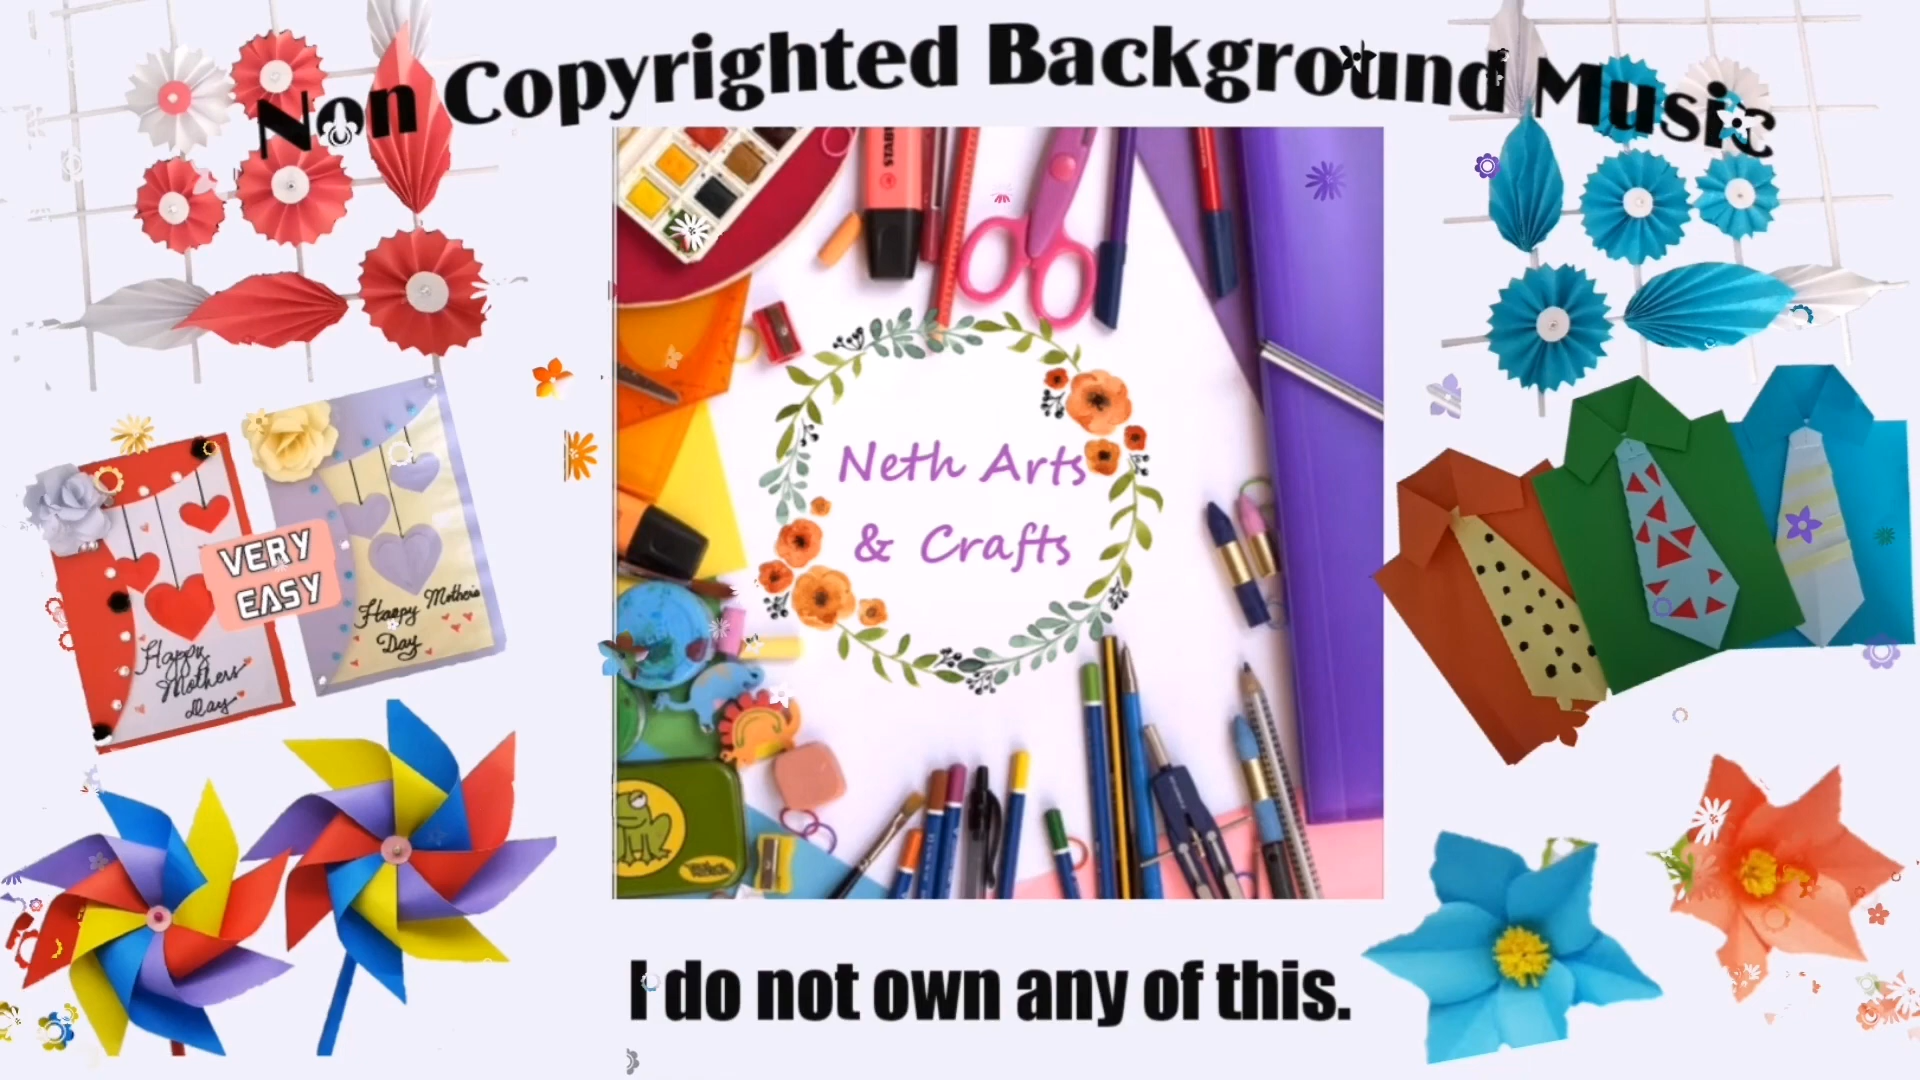 Non Copyrighted Background Music
STABI
Neth Arts
& Crafts
VERY
EASY
Happy
Mothers
Day
Happy Mothers
Day
I do not own any of this.